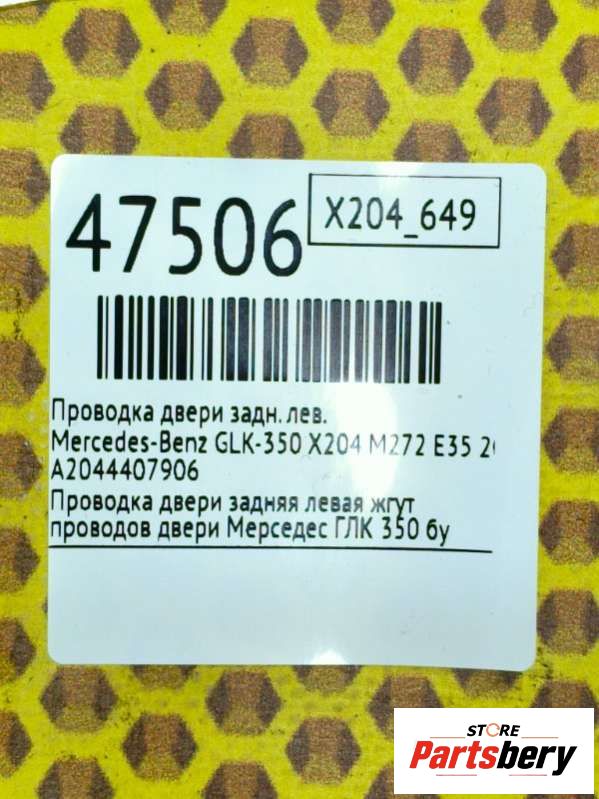 47506
X204_649
Проводка двери задн. лев.
Mercedes-Benz GLK-350 X204 M272 E35
A2044407906
Проводка двери задняя левая жгут
проводов двери Мерседес ГЛК 350 бу
STORE
Partsbery